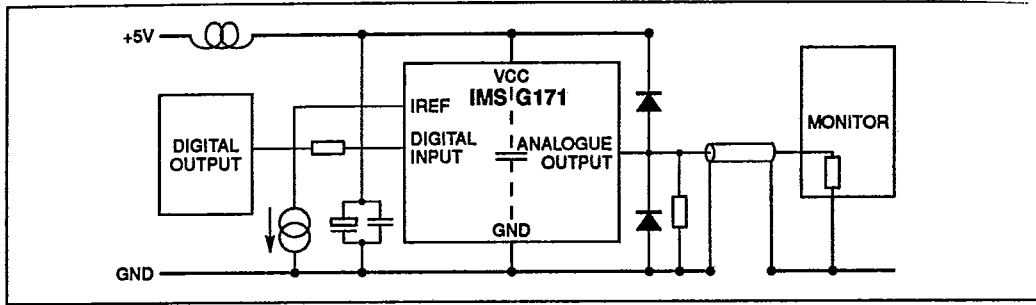 +5V
VCC
IMS G171
IREF
DIGITAL
INPUT
ANALOGUE
OUTPUT
GND
DIGITAL
OUTPUT
MONITOR
GND